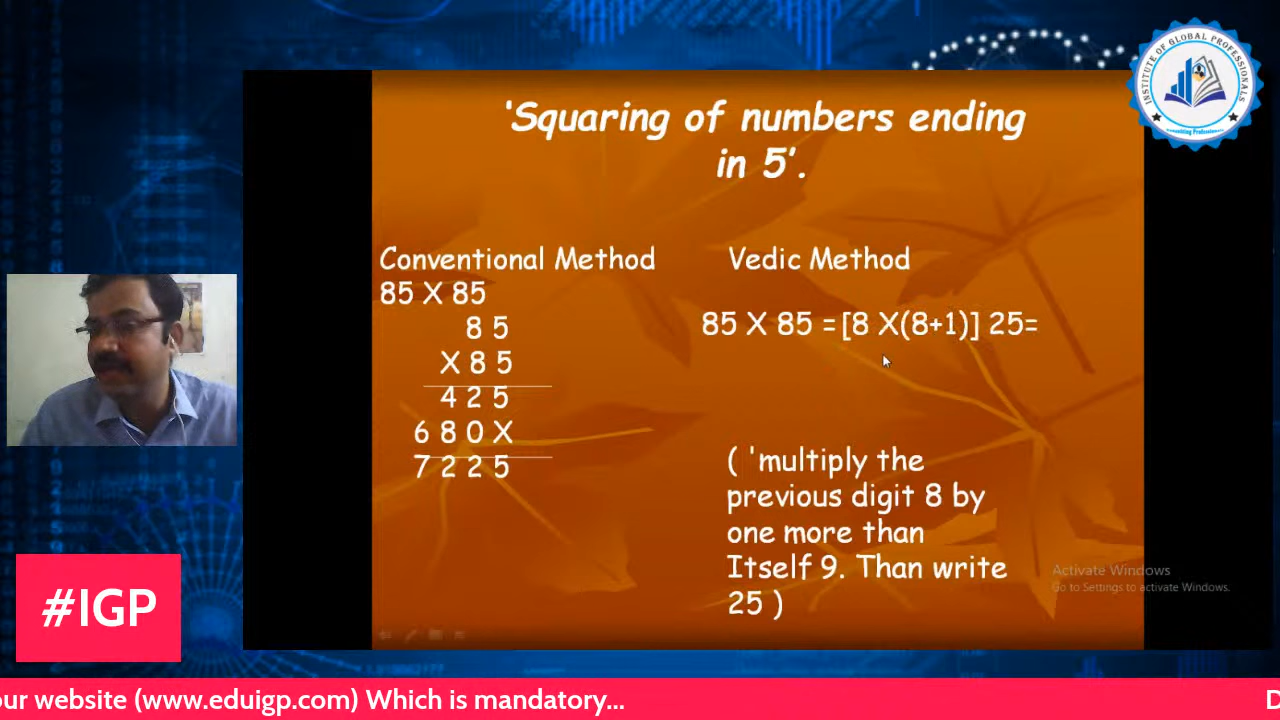 INSTITUTE OF GLOBAL PROFESSIONALS
'Squaring of numbers ending
in 5'.
Conventional Method
85 X 85
8 5
X 8 5
4 2 5
6 8 0 X
7 2 2 5
Vedic Method
85 X 85 = [8 X(8+1)] 25=
( 'multiply the
previous digit 8 by
one more than
Itself 9. Than write
25 )
Activate Windows
Go to Settings to activate Windows.
#IGP
our website (www.eduigp.com) Which is mandatory...
D